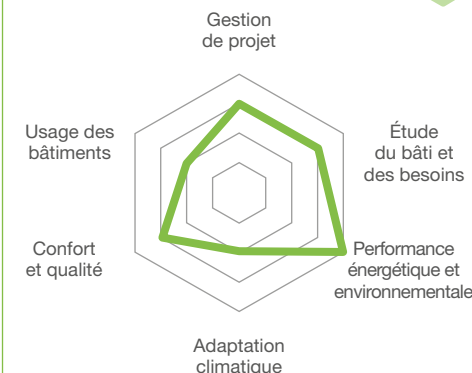 Gestion
de projet
Usage des
bâtiments
Étude
du bâti et
des besoins
Confort
et qualité
Performance
énergétique et
environnementale
Adaptation
climatique